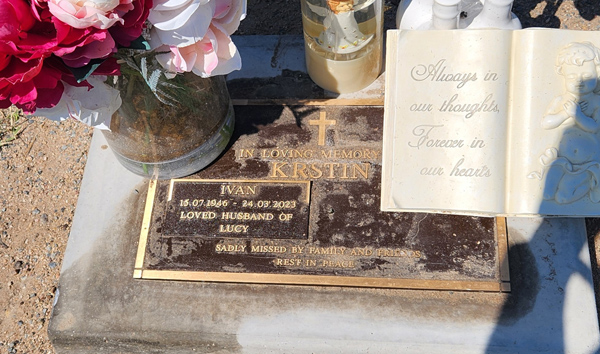 IN LOVING MEMORY
KRSTIN
IVAN
15.07.1946 - 24.03.2023
LOVED HUSBAND OF
LUCY
SADLY MISSED BY FAMILY AND FRIENDS
REST IN PEACE
Always in
our thoughts,
Forever in
our hearts